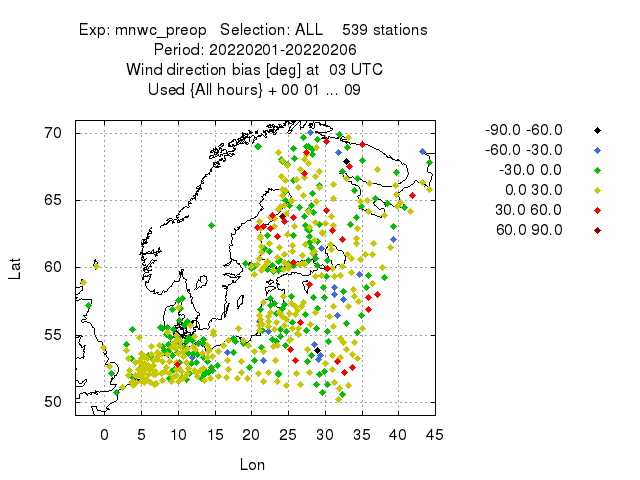 Exp: mnwc_preop   Selection: ALL    539 stations
Period: 20220201-20220206
Wind direction bias [deg] at  03 UTC
Used {All hours} + 00 01 ... 09
-90.0 -60.0
-60.0 -30.0
-30.0 0.0
0.0 30.0
30.0 60.0
60.0 90.0
70
65
60
55
50
Lat
0 5 10 15 20 25 30 35 40 45
Lon